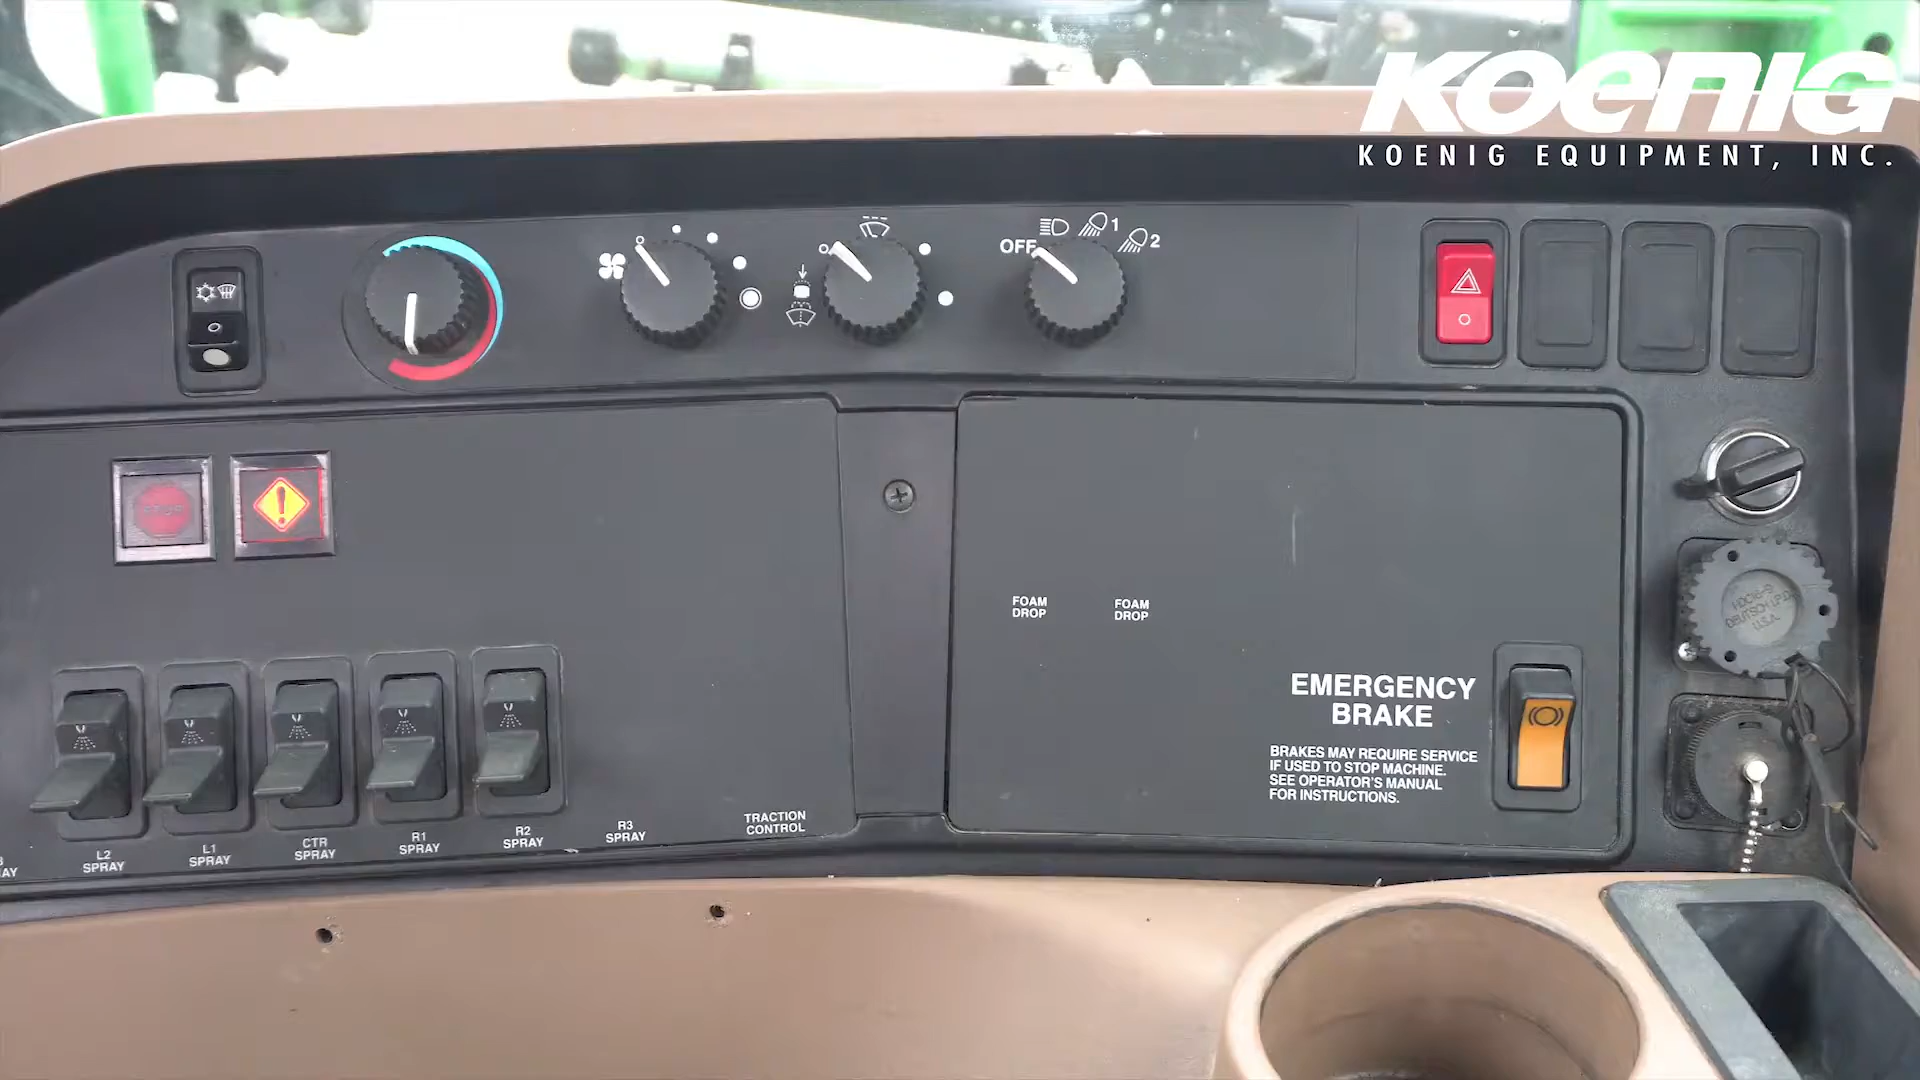 KOENIG
KOENIG EQUIPMENT, INC.
OFF
1
2
STOP
FOAM
DROP
FOAM
DROP
EMERGENCY
BRAKE
BRAKES MAY REQUIRE SERVICE
IF USED TO STOP MACHINE.
SEE OPERATOR'S MANUAL
FOR INSTRUCTIONS.
TRACTION
CONTROL
L2
SPRAY
L1
SPRAY
CTR
SPRAY
R1
SPRAY
R2
SPRAY
R3
SPRAY
U.S.A.